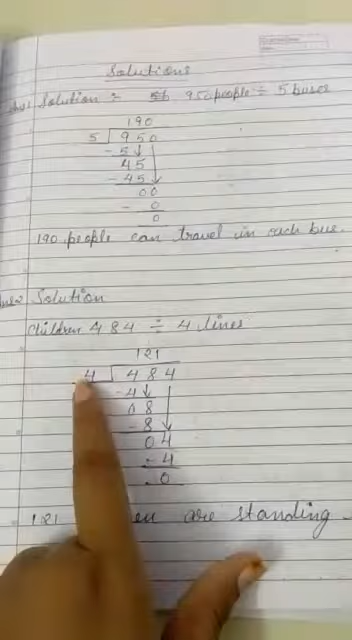 Solutions
Solution ÷ 950 people ÷ 5 buses
190
5 950
- 5
45
- 45
00
- 0
0
190 people can travel in each bus.
Ans 2 Solution
Children 484 ÷ 4 lines
121
4 484
- 4
08
- 8
04
- 4
0
121 are standing